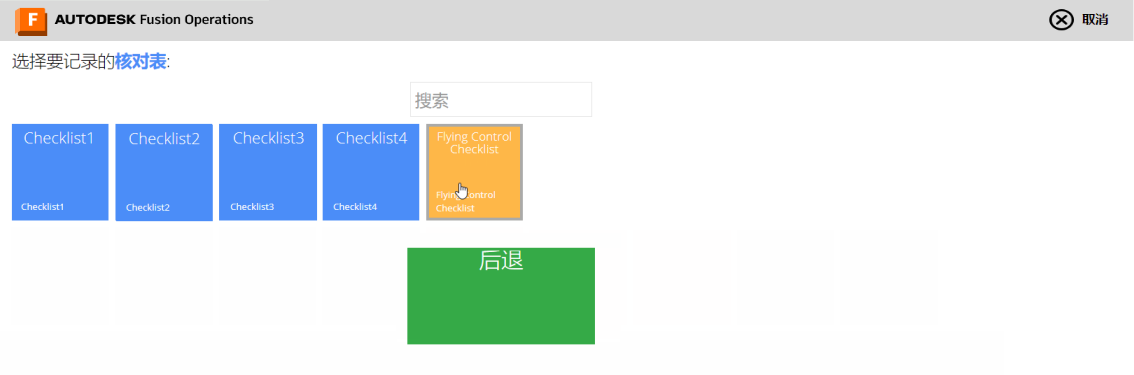 F AUTODESK Fusion Operations
取消
选择要记录的核对表:
搜索
Checklist1
Checklist2
Checklist3
Checklist4
Flying Control
Checklist
Checklist1
Checklist2
Checklist3
Checklist4
Flying Control
Checklist
后退